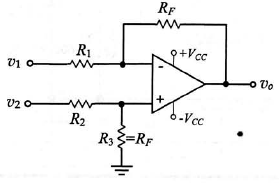 R_F
+V_CC
v_1
R_1
-
v_o
+
v_2
R_2
-V_CC
R_3 =R_F